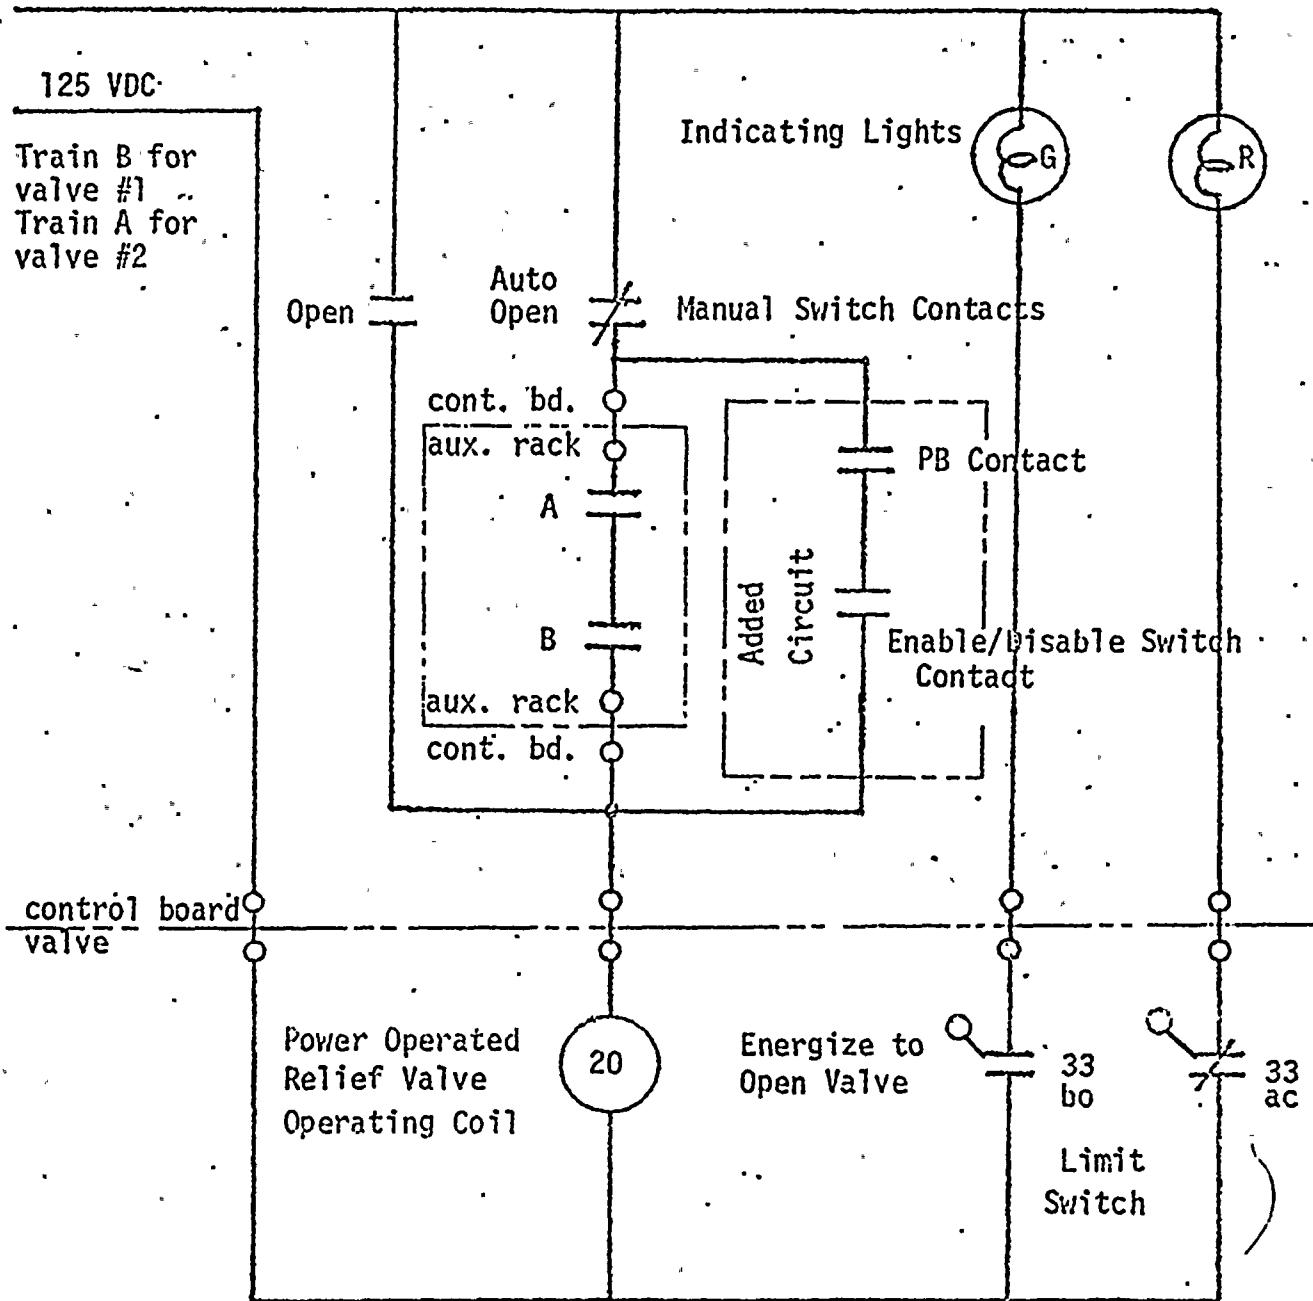 125 VDC
Train B for
valve #1
Train A for
valve #2
Indicating Lights
G
R
Open
Auto
Open
Manual Switch Contacts
cont. bd.
aux. rack
A
B
aux. rack
cont. bd.
PB Contact
Added
Circuit
Enable/Disable Switch
Contact
control board
valve
Power Operated
Relief Valve
Operating Coil
20
Energize to
Open Valve
33
bo
33
ac
Limit
Switch